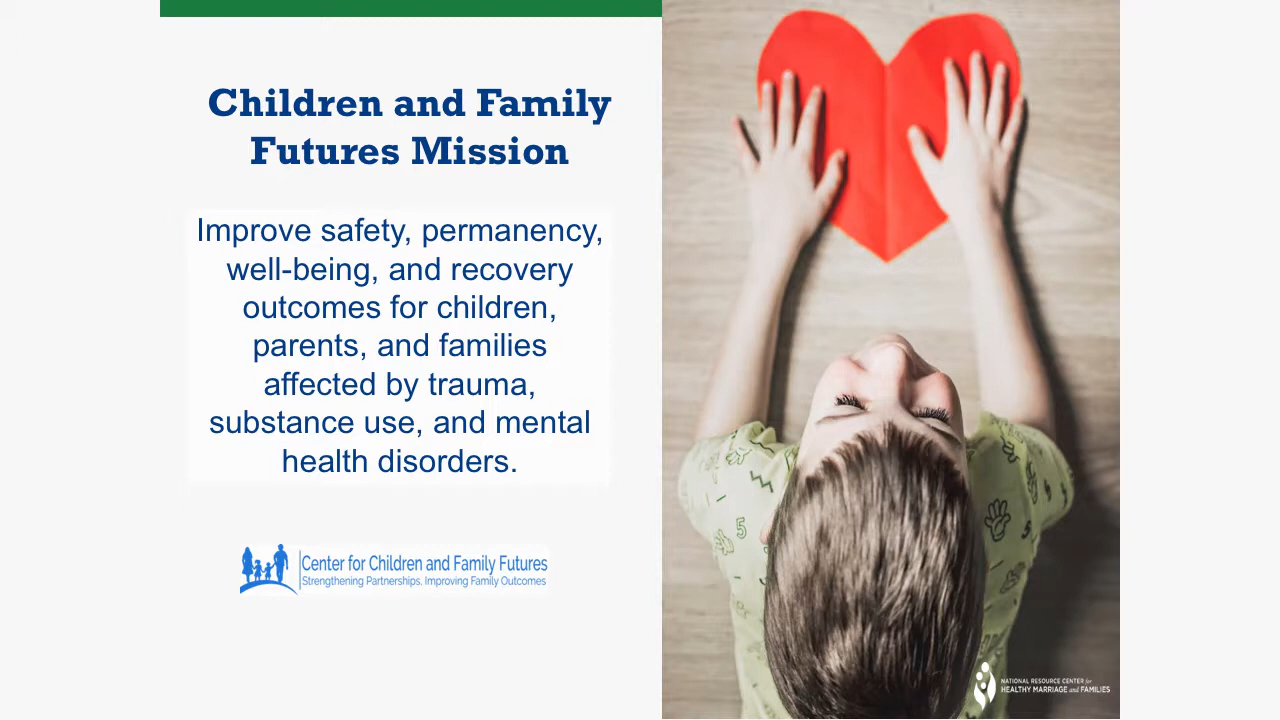 Children and Family
Futures Mission
Improve safety, permanency,
well-being, and recovery
outcomes for children,
parents, and families
affected by trauma,
substance use, and mental
health disorders.
Center for Children and Family Futures
Strengthening Partnerships, Improving Family Outcomes
5
NATIONAL RESOURCE CENTER for
HEALTHY MARRIAGE and FAMILIES